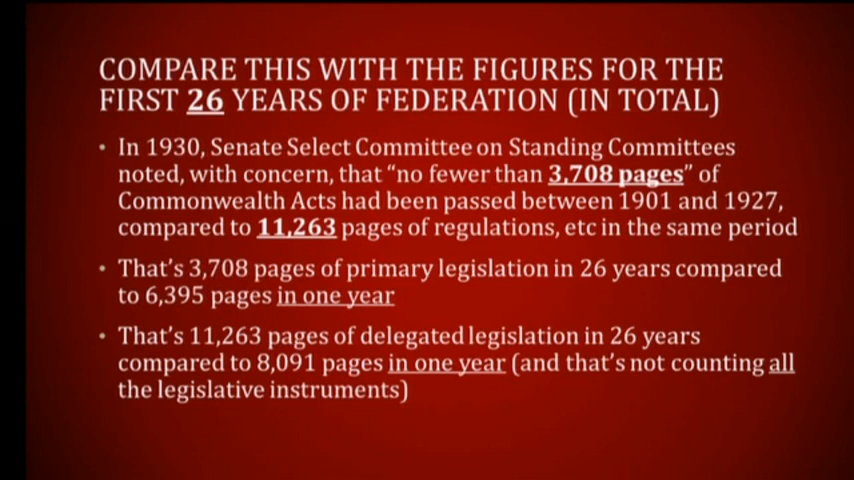 COMPARE THIS WITH THE FIGURES FOR THE
FIRST 26 YEARS OF FEDERATION (IN TOTAL)
• In 1930, Senate Select Committee on Standing Committees
noted, with concern, that “no fewer than 3,708 pages” of
Commonwealth Acts had been passed between 1901 and 1927,
compared to 11,263 pages of regulations, etc in the same period
• That’s 3,708 pages of primary legislation in 26 years compared
to 6,395 pages in one year
• That’s 11,263 pages of delegated legislation in 26 years
compared to 8,091 pages in one year (and that’s not counting all
the legislative instruments)